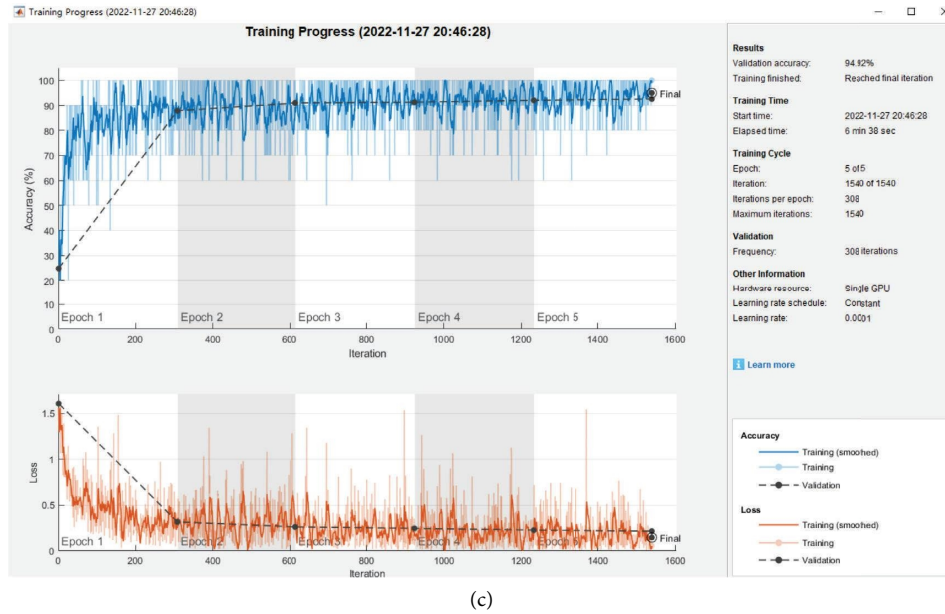 Training Progress (2022-11-27 20:46:28)
Training Progress (2022-11-27 20:46:28)
100
90
80
70
60
50
40
30
20
10
0
Accuracy (%)
Epoch 1
Epoch 2
Epoch 3
Epoch 4
Epoch 5
Final
0
200
400
600
800
1000
1200
1400
1600
Iteration
1.5
1
0.5
0
Loss
Epoch 1
Epoch 2
Epoch 3
Epoch 4
Epoch 5
Final
0
200
400
600
800
1000
1200
1400
1600
Iteration
Results
Validation accuracy: 94.82%
Training finished: Reached final iteration
Training Time
Start time: 2022-11-27 20:46:28
Elapsed time: 6 min 38 sec
Training Cycle
Epoch: 5 of5
Iteration: 1540 of 1540
Iterations per epoch: 308
Maximum iterations: 1540
Validation
Frequency: 308 iterations
Other Information
Hardware resource: Single GPU
Learning rate schedule: Constant
Learning rate: 0.0001
i Learn more
Accuracy
Training (smoohed)
Training
Validation
Loss
Training (smoohed)
Training
Validation
(c)